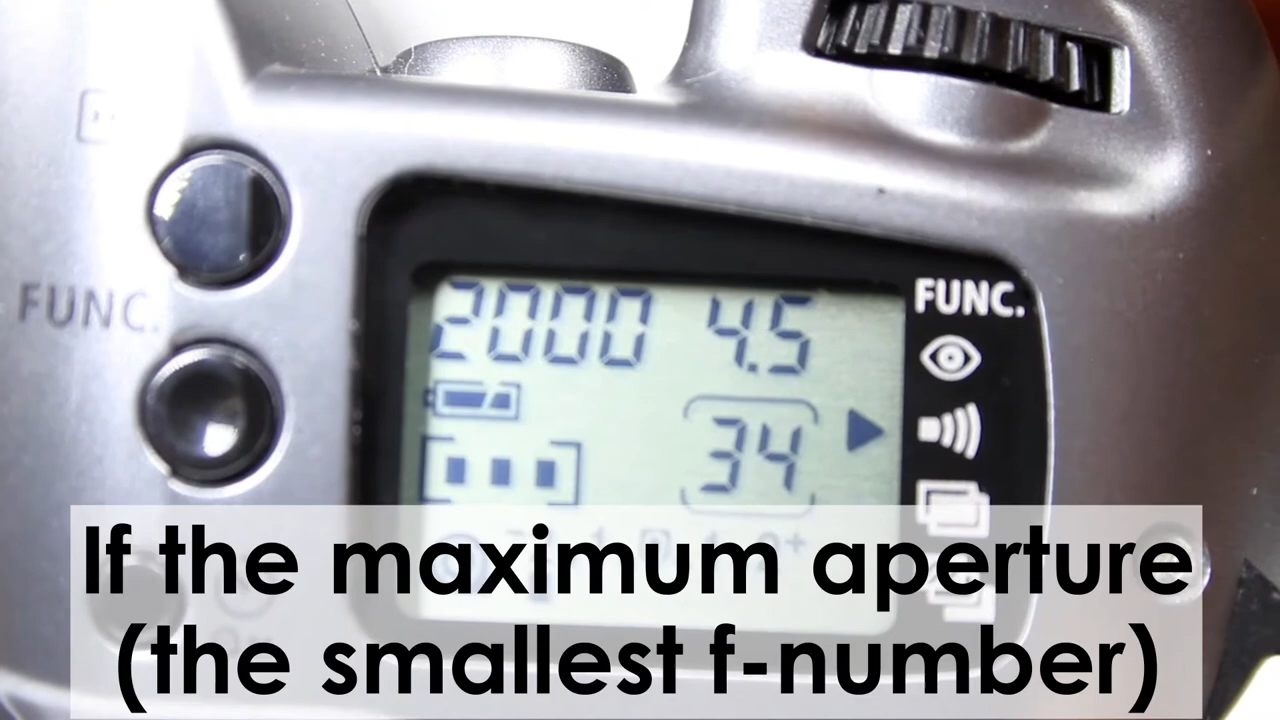 FUNC.
FUNC.
2000 4.5
34
If the maximum aperture
(the smallest f-number)